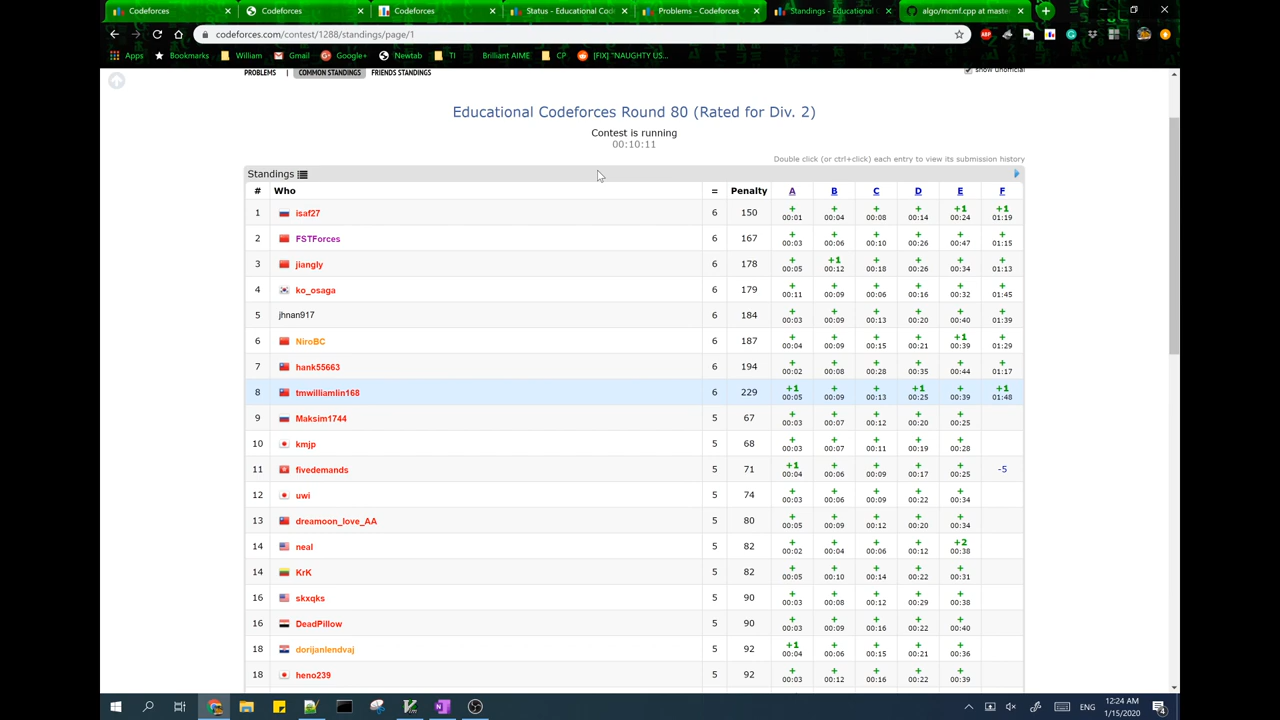 Codeforces
Codeforces
Codeforces
Status - Educational Cod
Problems - Codeforces
Standings - Educational C
algo/mcmf.cpp at maste
codeforces.com/contest/1288/standings/page/1
Apps Bookmarks William Gmail Google+ Newtab TI Brilliant AIME CP [FIX] "NAUGHTY US...
PROBLEMS | COMMON STANDINGS FRIENDS STANDINGS
show unofficial
Educational Codeforces Round 80 (Rated for Div. 2)
Contest is running
00:10:11
Double click (or ctrl+click) each entry to view its submission history
Standings
# Who = Penalty A B C D E F
1 isaf27 6 150 + + + + +1 +1
00:01 00:04 00:08 00:14 00:24 01:19
2 FSTForces 6 167 + + + + + +
00:03 00:06 00:10 00:26 00:47 01:15
3 jiangly 6 178 + +1 + + + +
00:05 00:12 00:18 00:26 00:34 01:13
4 ko_osaga 6 179 + + + + + +
00:11 00:09 00:06 00:16 00:32 01:45
5 jhnan917 6 184 + + + + + +
00:03 00:09 00:13 00:20 00:40 01:39
6 NiroBC 6 187 + + + + +1 +
00:04 00:09 00:15 00:21 00:39 01:29
7 hank55663 6 194 + + + + + +
00:02 00:08 00:28 00:35 00:44 01:17
8 tmwilliamlin168 6 229 +1 + + +1 + +1
00:05 00:09 00:13 00:25 00:39 01:48
9 Maksim1744 5 67 + + + + +
00:03 00:07 00:12 00:20 00:25
10 kmjp 5 68 + + + + +
00:03 00:07 00:11 00:19 00:28
11 fivedemands 5 71 +1 + + + + -5
00:04 00:06 00:09 00:17 00:25
12 uwi 5 74 + + + + +
00:03 00:06 00:09 00:22 00:34
13 dreamoon_love_AA 5 80 + + + + +
00:05 00:09 00:12 00:20 00:34
14 neal 5 82 + + + + +2
00:02 00:04 00:06 00:12 00:38
14 KrK 5 82 + + + + +
00:05 00:10 00:14 00:22 00:31
16 skxqks 5 90 + + + + +
00:03 00:08 00:12 00:29 00:38
16 DeadPillow 5 90 + + + + +
00:03 00:09 00:16 00:22 00:40
18 dorijanlendvaj 5 92 +1 + + + +
00:04 00:06 00:15 00:21 00:36
18 heno239 5 92 + + + + +
00:03 00:12 00:16 00:22 00:39
12:24 AM
1/15/2020